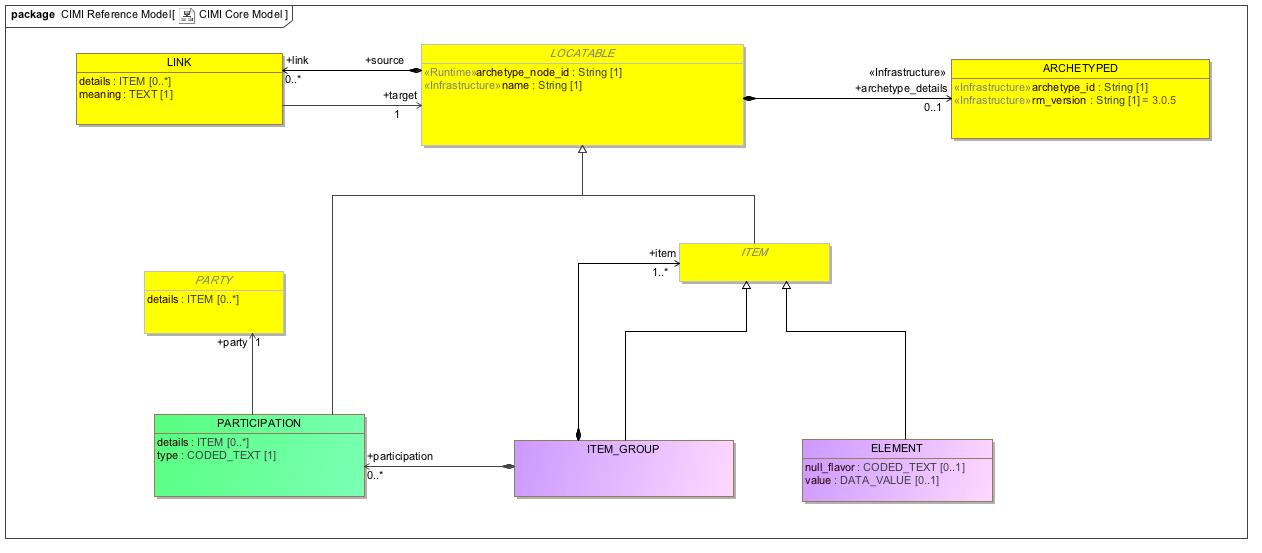 package CIMI Reference Model[ CIMI Core Model ]
LINK
details : ITEM [0..*]
meaning : TEXT [1]
+link
0..*
+source
+target
1
LOCATABLE
«Runtime»archetype_node_id : String [1]
«Infrastructure»name : String [1]
«Infrastructure»
+archetype_details
0..1
ARCHETYPED
«Infrastructure»archetype_id : String [1]
«Infrastructure»rm_version : String [1] = 3.0.5
+item
1..*
ITEM
PARTY
details : ITEM [0..*]
+party
1
PARTICIPATION
details : ITEM [0..*]
type : CODED_TEXT [1]
+participation
0..*
ITEM_GROUP
ELEMENT
null_flavor : CODED_TEXT [0..1]
value : DATA_VALUE [0..1]